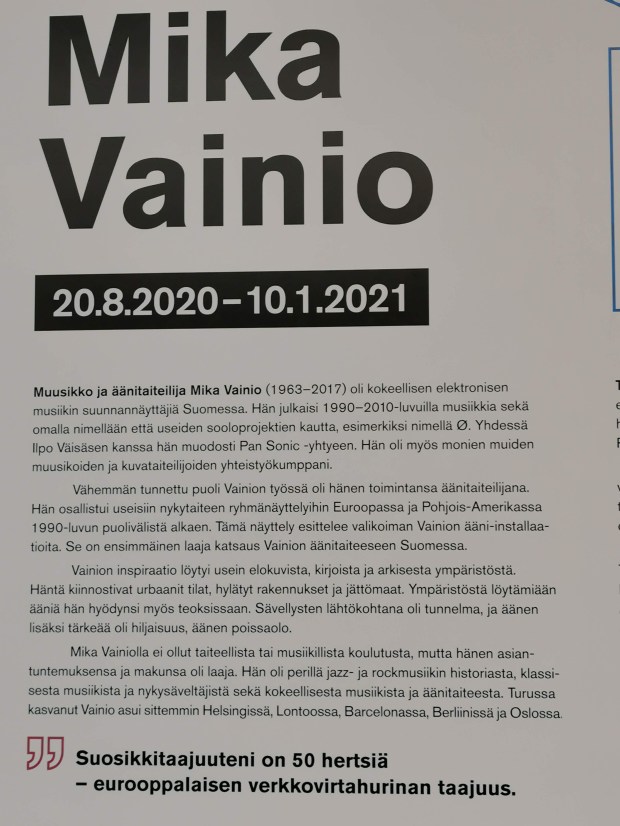 Mika
Vainio
20.8.2020–10.1.2021
Muusikko ja äänitaiteilija Mika Vainio (1963–2017) oli kokeellisen elektronisen
musiikin suunnannäyttäjiä Suomessa. Hän julkaisi 1990–2010-luvuilla musiikkia sekä
omalla nimellään että useiden sooloprojektien kautta, esimerkiksi nimellä Ø. Yhdessä
Ilpo Väisäsen kanssa hän muodosti Pan Sonic -yhtyeen. Hän oli myös monien muiden
muusikoiden ja kuvataiteilijoiden yhteistyökumppani.
Vähemmän tunnettu puoli Vainion työssä oli hänen toimintansa äänitaiteilijana.
Hän osallistui useisiin nykytaiteen ryhmänäyttelyihin Euroopassa ja Pohjois-Amerikassa
1990-luvun puolivälistä alkaen. Tämä näyttely esittelee valikoiman Vainion ääni-installaa-
tioita. Se on ensimmäinen laaja katsaus Vainion äänitaiteeseen Suomessa.
Vainion inspiraatio löytyi usein elokuvista, kirjoista ja arkisesta ympäristöstä.
Häntä kiinnostivat urbaanit tilat, hylätyt rakennukset ja jättömaat. Ympäristöstä löytämiään
ääniä hän hyödynsi myös teoksissaan. Sävellysten lähtökohtana oli tunnelma, ja äänen
lisäksi tärkeää oli hiljaisuus, äänen poissaolo.
Mika Vainiolla ei ollut taiteellista tai musiikillista koulutusta, mutta hänen asian-
tuntemuksensa ja makunsa oli laaja. Hän oli perillä jazz- ja rockmusiikin historiasta, klassi-
sesta musiikista ja nykysäveltäjistä sekä kokeellisesta musiikista ja äänitaiteesta. Turussa
kasvanut Vainio asui sittemmin Helsingissä, Lontoossa, Barcelonassa, Berliinissä ja Oslossa.
” Suosikkitaajuuteni on 50 hertsiä
– eurooppalaisen verkkovirtahurinan taajuus.